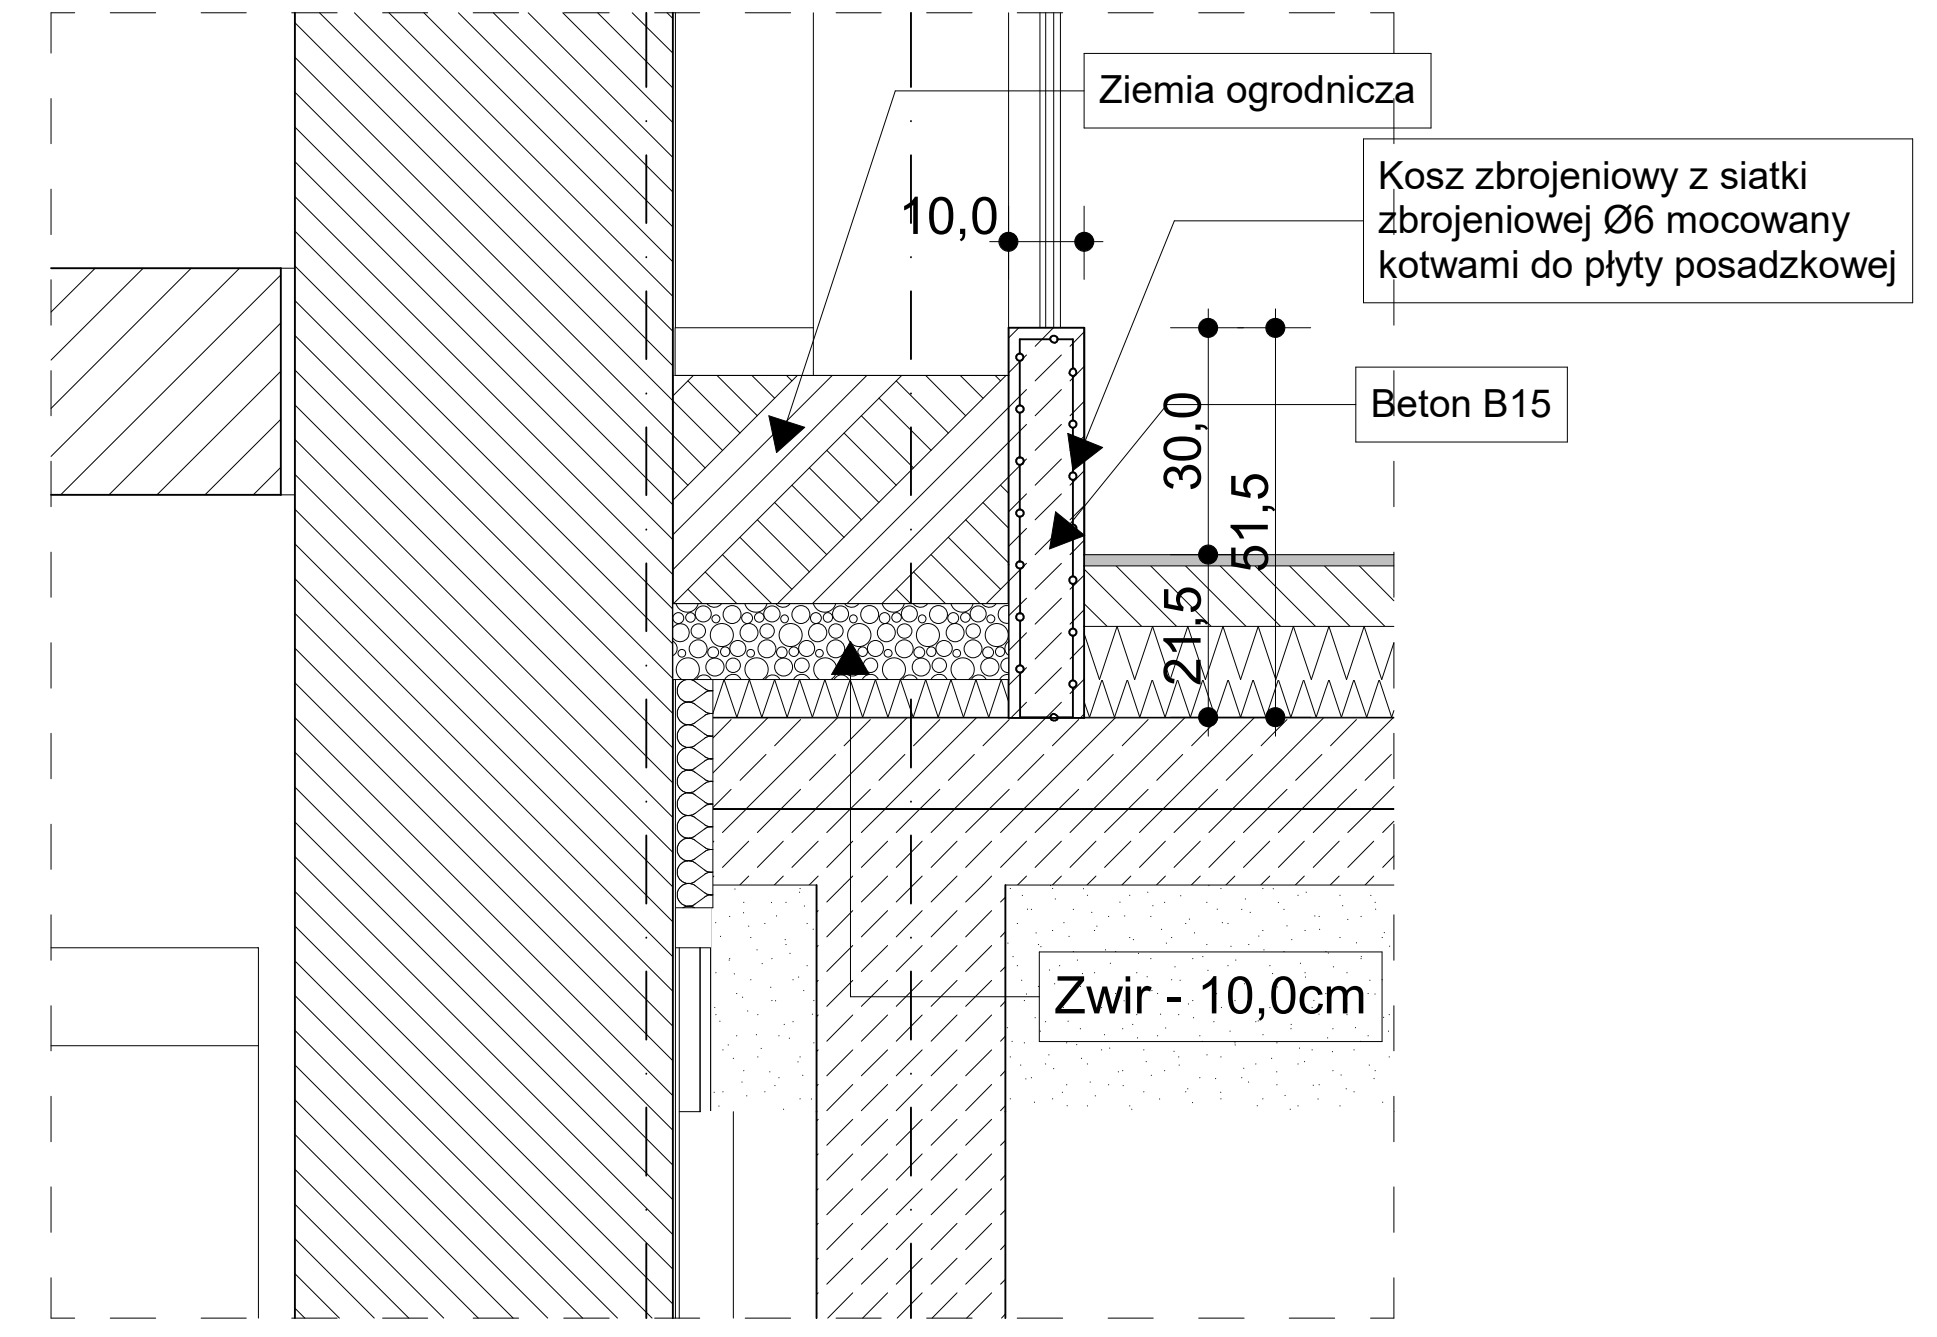 Ziemia ogrodnicza
Kosz zbrojeniowy z siatki
zbrojeniowej Ø6 mocowany
kotwami do płyty posadzkowej
10,0
Beton B15
30,0
51,5
21,5
Zwir - 10,0cm